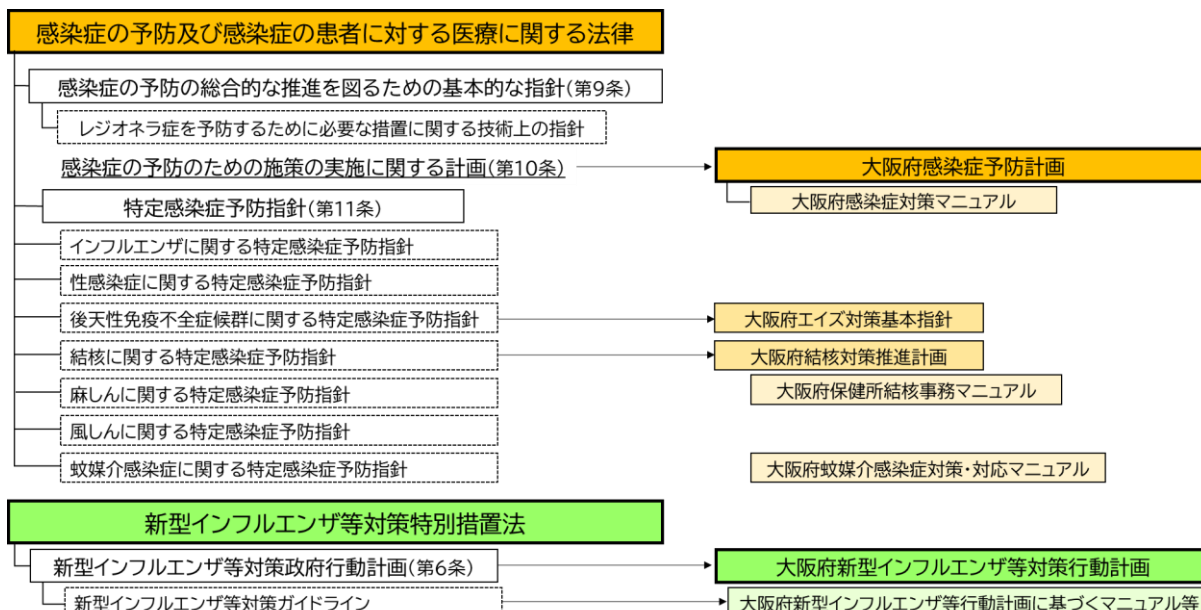 感染症の予防及び感染症の患者に対する医療に関する法律
感染症の予防の総合的な推進を図るための基本的な指針(第9条)
レジオネラ症を予防するために必要な措置に関する技術上の指針
感染症の予防のための施策の実施に関する計画(第10条)
大阪府感染症予防計画
特定感染症予防指針(第11条)
大阪府感染症対策マニュアル
インフルエンザに関する特定感染症予防指針
性感染症に関する特定感染症予防指針
後天性免疫不全症候群に関する特定感染症予防指針
大阪府エイズ対策基本指針
結核に関する特定感染症予防指針
大阪府結核対策推進計画
麻しんに関する特定感染症予防指針
大阪府保健所結核事務マニュアル
風しんに関する特定感染症予防指針
蚊媒介感染症に関する特定感染症予防指針
大阪府蚊媒介感染症対策・対応マニュアル
新型インフルエンザ等対策特別措置法
新型インフルエンザ等対策政府行動計画(第6条)
大阪府新型インフルエンザ等対策行動計画
新型インフルエンザ等対策ガイドライン
大阪府新型インフルエンザ等行動計画に基づくマニュアル等